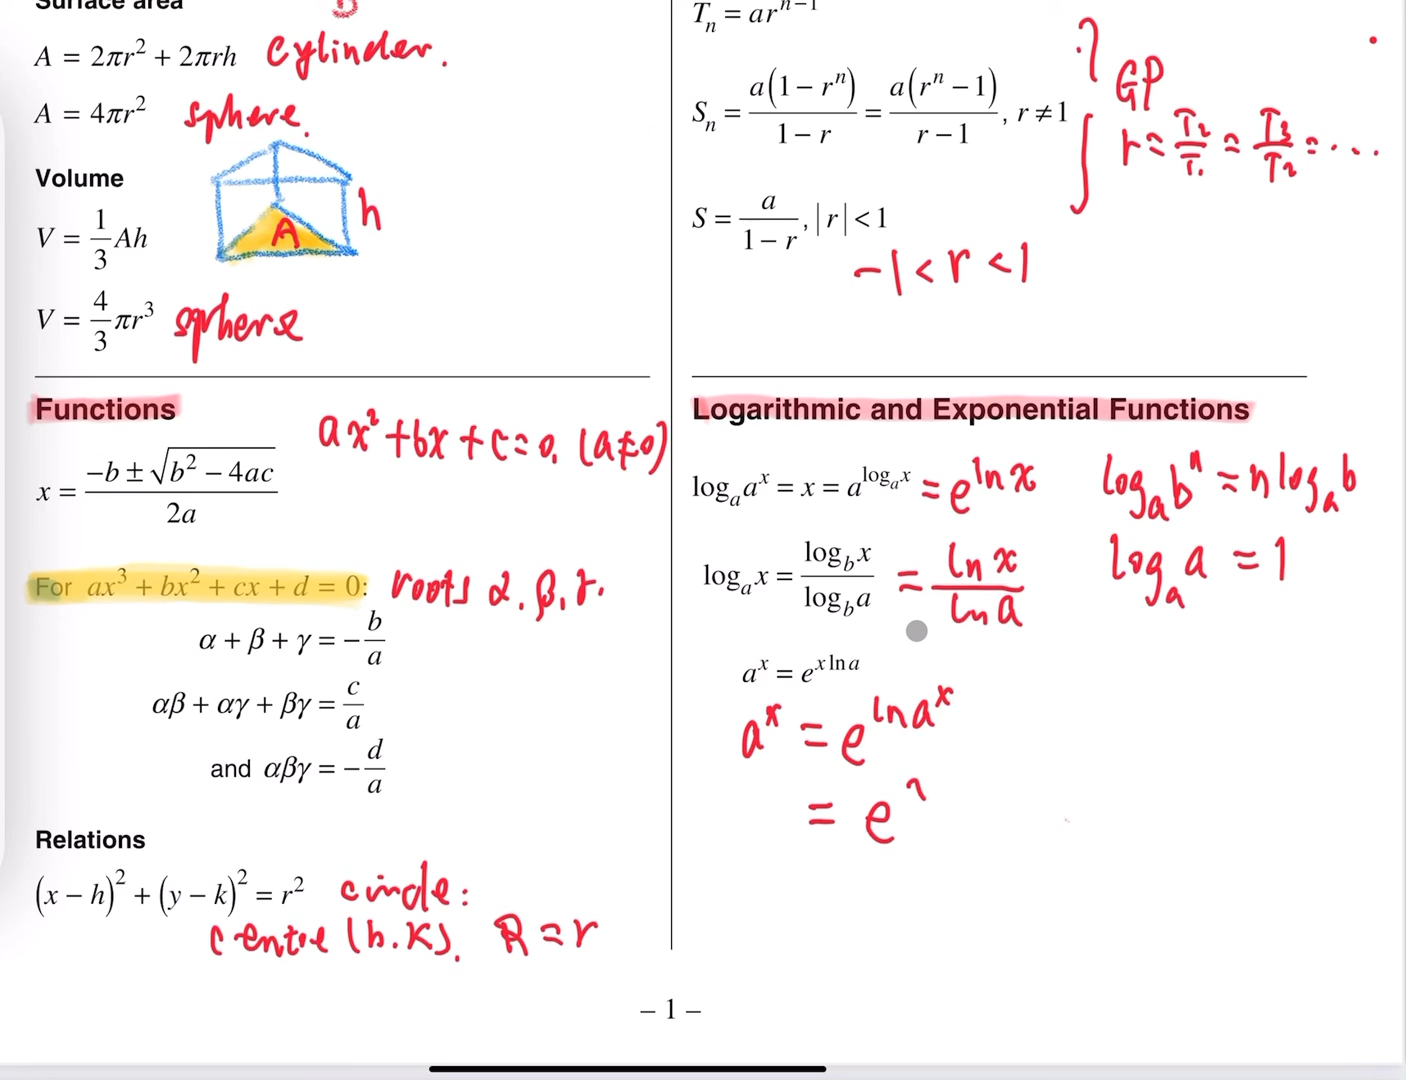 Surface area
A = 2πr² + 2πrh cylinder.
A = 4πr² sphere.
Volume
V = 1/3 Ah
A
h
V = 4/3 πr³ sphere
Functions
ax² + bx + c = 0, (a≠0)
x = (-b ± √(b² – 4ac)) / 2a
For ax³ + bx² + cx + d = 0: roots α, β, γ.
α + β + γ = –b/a
αβ + αγ + βγ = c/a
and αβγ = –d/a
Relations
(x – h)² + (y – k)² = r² circle:
centre (h, k), R = r
Tₙ = arⁿ⁻¹
Sₙ = a(1 – rⁿ)/(1 – r) = a(rⁿ – 1)/(r – 1), r ≠ 1
GP
r = T₂/T₁ = T₃/T₂ = ...
S = a/(1 – r), |r| < 1
-1 < r < 1
Logarithmic and Exponential Functions
logₐaˣ = x = a^(logₐx) = e^(ln x)
logₐbⁿ = n logₐb
logₐx = log_b x / log_b a = ln x / ln a
logₐa = 1
aˣ = e^(x ln a)
aˣ = e^(ln aˣ)
= e
– 1 –